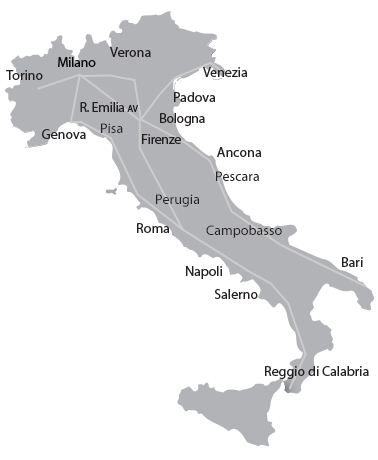 Verona
Milano
Torino
Venezia
Padova
R. Emilia AV
Bologna
Pisa
Genova
Firenze
Ancona
Pescara
Perugia
Roma
Campobasso
Bari
Napoli
Salerno
Reggio di Calabria